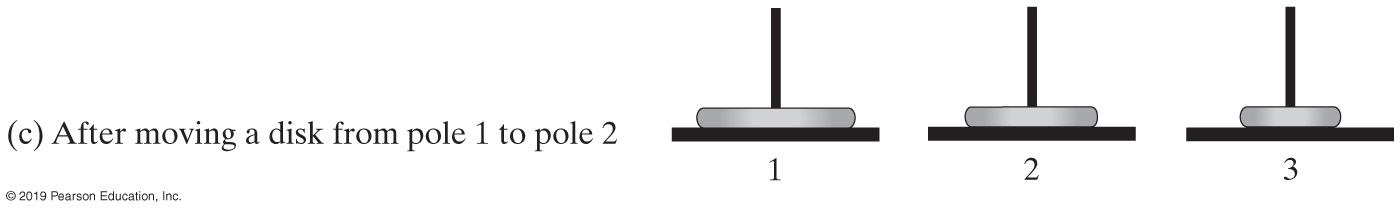 (c) After moving a disk from pole 1 to pole 2
1 2 3
© 2019 Pearson Education, Inc.